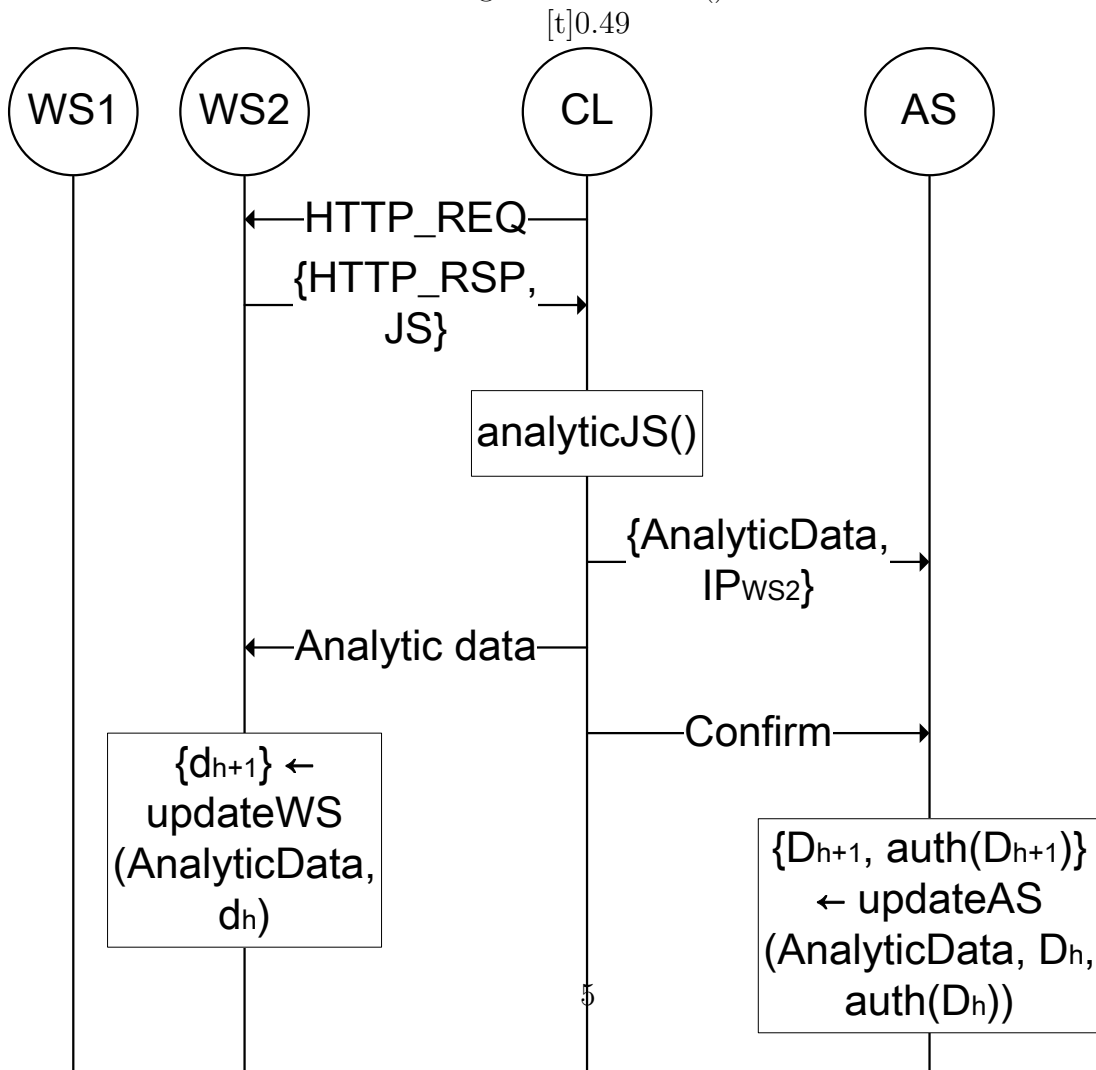 [t]0.49
WS1 WS2 CL AS
HTTP_REQ
{HTTP_RSP,
JS}
analyticJS()
{AnalyticData,
IPWS2}
Analytic data
Confirm
{dh+1} ←
updateWS
(AnalyticData,
dh)
{Dh+1, auth(Dh+1)}
← updateAS
(AnalyticData, Dh,
auth(Dh))
5